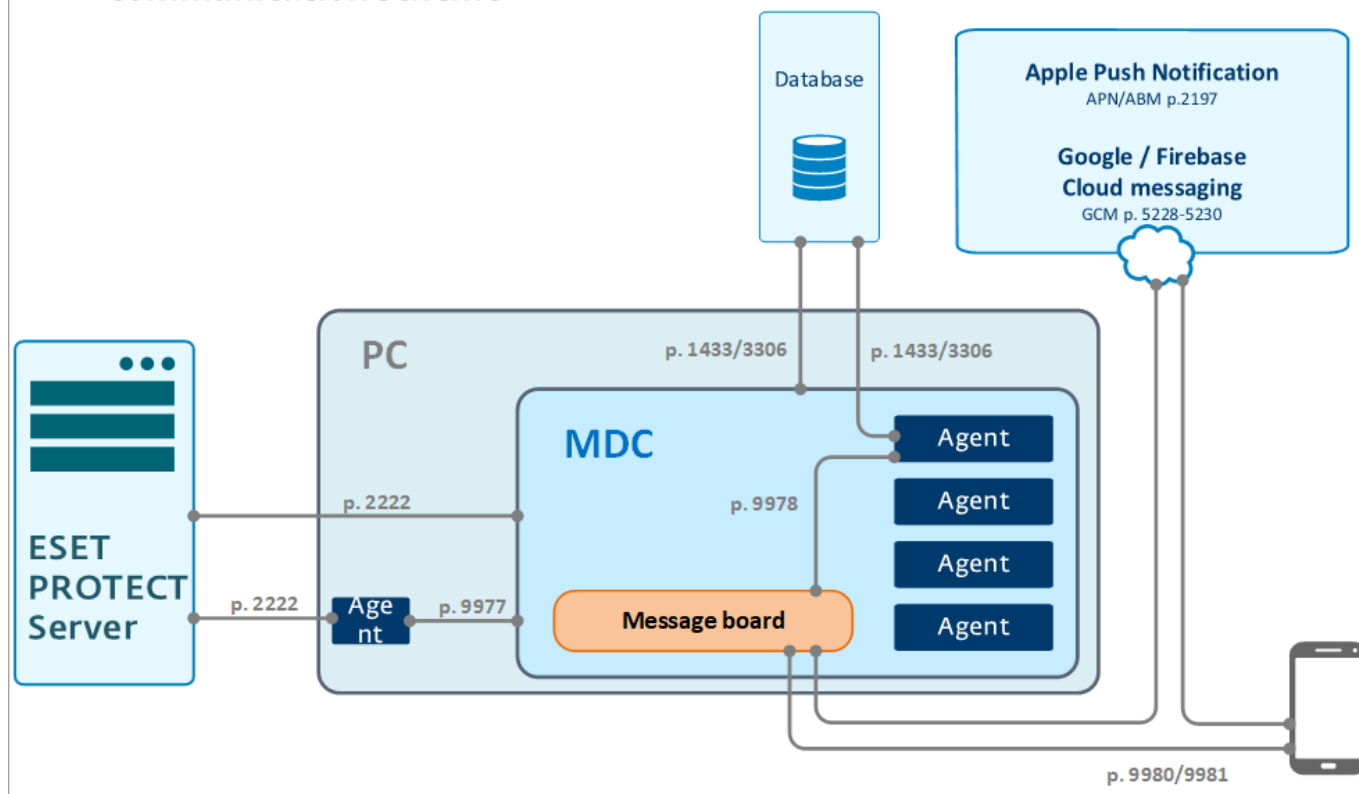 Database
Apple Push Notification
APN/ABM p.2197
Google / Firebase
Cloud messaging
GCM p. 5228-5230
PC
p. 1433/3306
p. 1433/3306
MDC
Agent
p. 9978
Agent
Agent
Agent
p. 2222
ESET
PROTECT
Server
p. 2222
Age
nt
p. 9977
Message board
p. 9980/9981